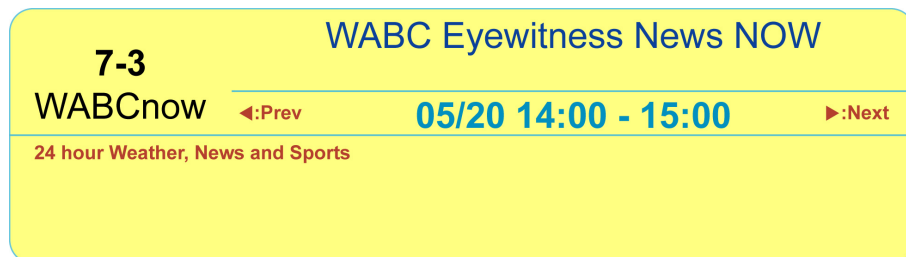 WABC Eyewitness News NOW
7-3
WABCnow
◀:Prev
05/20 14:00 - 15:00
▶:Next
24 hour Weather, News and Sports